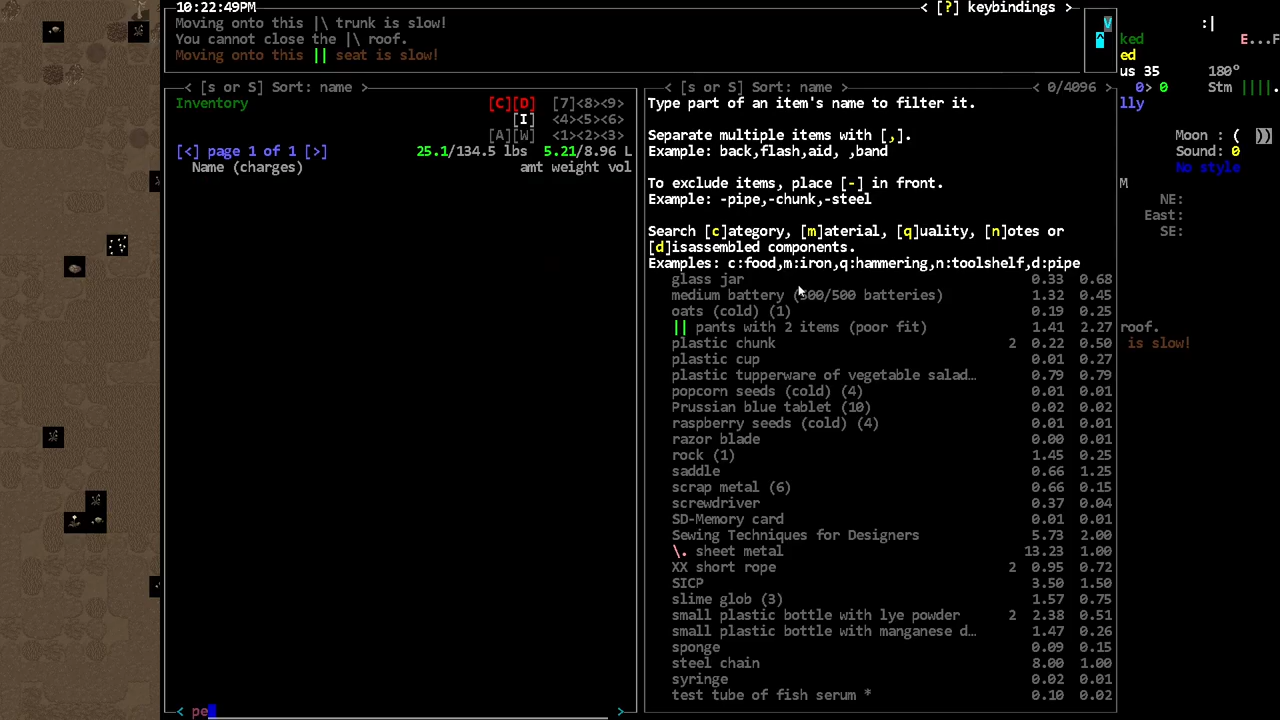 10:22:49PM
< [?] keybindings >
Moving onto this |\ trunk is slow!
You cannot close the |\ roof.
Moving onto this || seat is slow!
V
^
:|
ked
E...F
ed
us 35 180°
0> 0 Stm ||||.
lly
Moon : ( ))
Sound: 0
No style
M
NE:
East:
SE:
roof.
is slow!
< [s or S] Sort: name >
Inventory
[C][D] [7]<8><9>
[I] <4><5><6>
[A][W] <1><2><3>
[<] page 1 of 1 [>] 25.1/134.5 lbs 5.21/8.96 L
Name (charges) amt weight vol
< pe >
< [s or S] Sort: name > < 0/4096 >
Type part of an item's name to filter it.
Separate multiple items with [,].
Example: back,flash,aid, ,band
To exclude items, place [-] in front.
Example: -pipe,-chunk,-steel
Search [c]ategory, [m]aterial, [q]uality, [n]otes or
[d]isassembled components.
Examples: c:food,m:iron,q:hammering,n:toolshelf,d:pipe
glass jar 0.33 0.68
medium battery (500/500 batteries) 1.32 0.45
oats (cold) (1) 0.19 0.25
|| pants with 2 items (poor fit) 1.41 2.27
plastic chunk 2 0.22 0.50
plastic cup 0.01 0.27
plastic tupperware of vegetable salad… 0.79 0.79
popcorn seeds (cold) (4) 0.01 0.01
Prussian blue tablet (10) 0.02 0.02
raspberry seeds (cold) (4) 0.01 0.01
razor blade 0.00 0.01
rock (1) 1.45 0.25
saddle 0.66 1.25
scrap metal (6) 0.66 0.15
screwdriver 0.37 0.04
SD-Memory card 0.01 0.01
Sewing Techniques for Designers 5.73 2.00
\. sheet metal 13.23 1.00
XX short rope 2 0.95 0.72
SICP 3.50 1.50
slime glob (3) 1.57 0.75
small plastic bottle with lye powder 2 2.38 0.51
small plastic bottle with manganese d… 1.47 0.26
sponge 0.09 0.15
steel chain 8.00 1.00
syringe 0.02 0.01
test tube of fish serum * 0.10 0.02